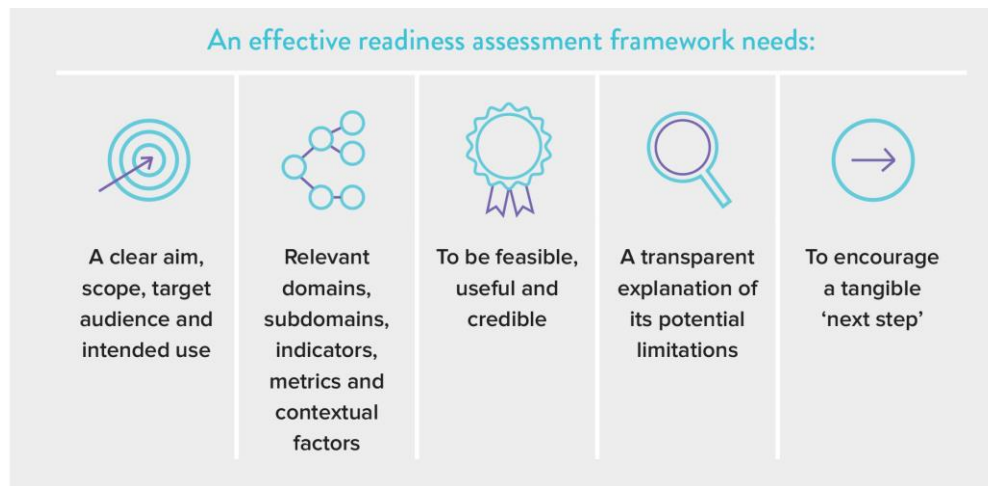 An effective readiness assessment framework needs:
A clear aim,
scope, target
audience and
intended use
Relevant
domains,
subdomains,
indicators,
metrics and
contextual
factors
To be feasible,
useful and
credible
A transparent
explanation of
its potential
limitations
To encourage
a tangible
‘next step’